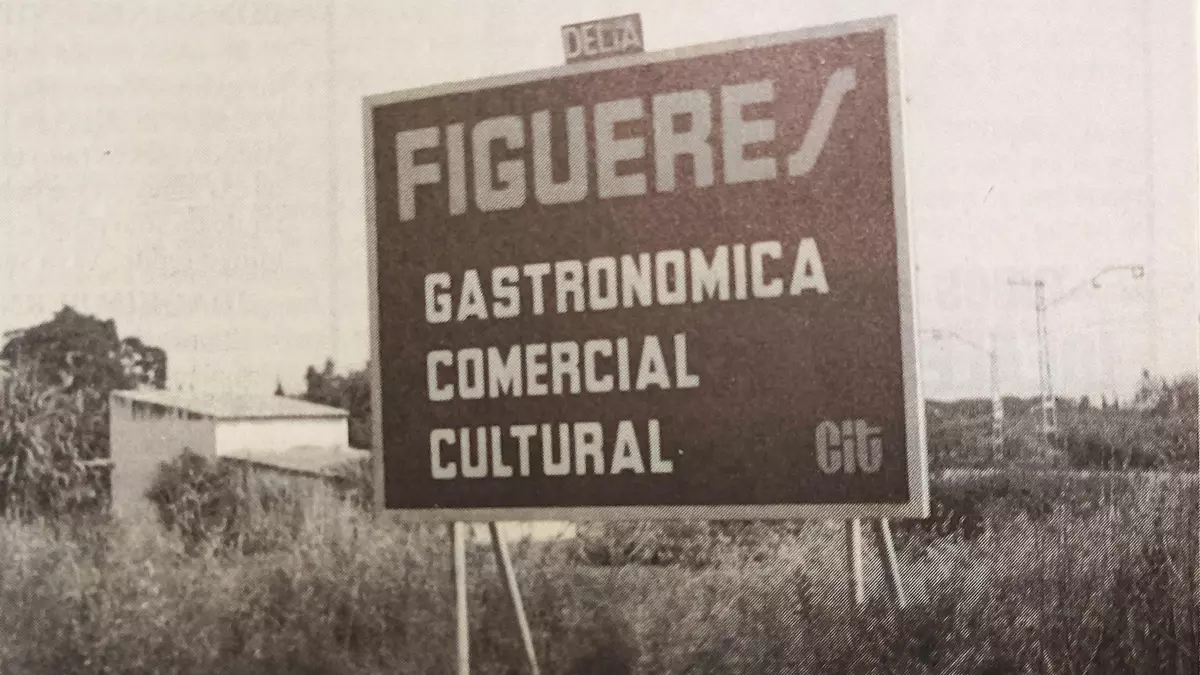 DELTA
FIGUERES
GASTRONOMICA
COMERCIAL
CULTURAL
Cit